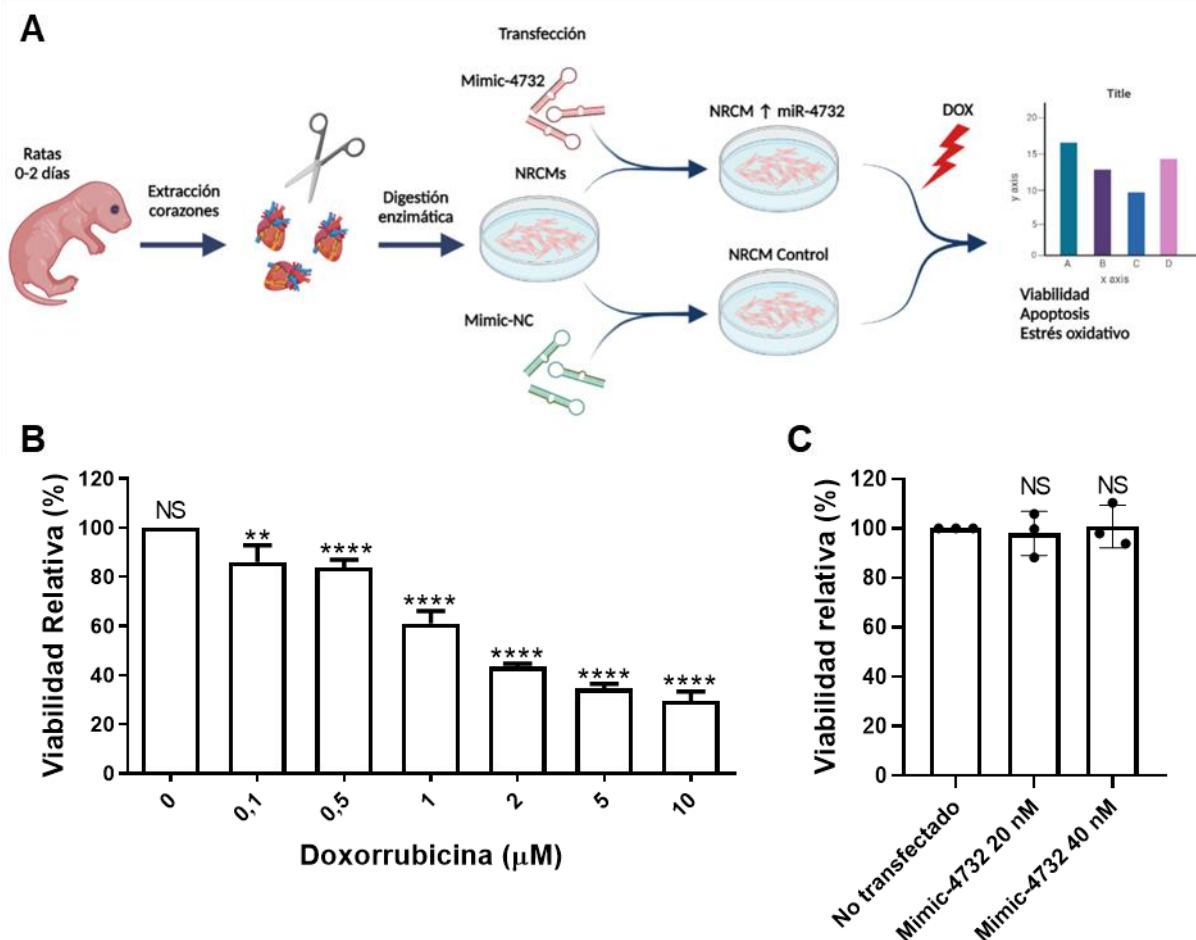 A
Transfección
Mimic-4732
Ratas
0-2 días
Extracción
corazones
Digestión
enzimática
NRCMs
Mimic-NC
NRCM ↑ miR-4732
NRCM Control
DOX
Title
20
15
10
5
0
y axis
A B C D
x axis
Viabilidad
Apoptosis
Estrés oxidativo
B
Viabilidad Relativa (%)
120
100
80
60
40
20
0
NS
**
****
****
****
****
****
0 0,1 0,5 1 2 5 10
Doxorrubicina (μM)
C
Viabilidad relativa (%)
120
100
80
60
40
20
0
NS
NS
No transfectado
Mimic-4732 20 nM
Mimic-4732 40 nM